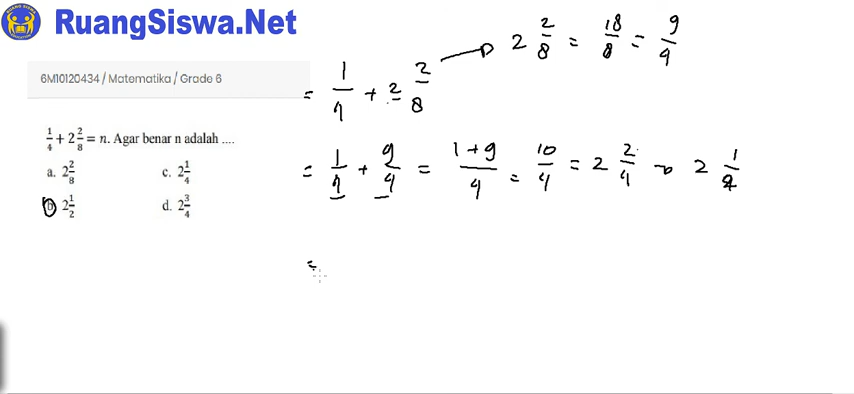 RuangSiswa.Net
6M10120434 / Matematika / Grade 6
1/4 + 2 2/8 = n. Agar benar n adalah ....
a. 2 2/8
c. 2 1/4
b. 2 1/2
d. 2 3/4
2 2/8 = 18/8 = 9/4
= 1/4 + 2 2/8
= 1/4 + 9/4 = 1+9/4 = 10/4 = 2 2/4 → 2 1/2
=